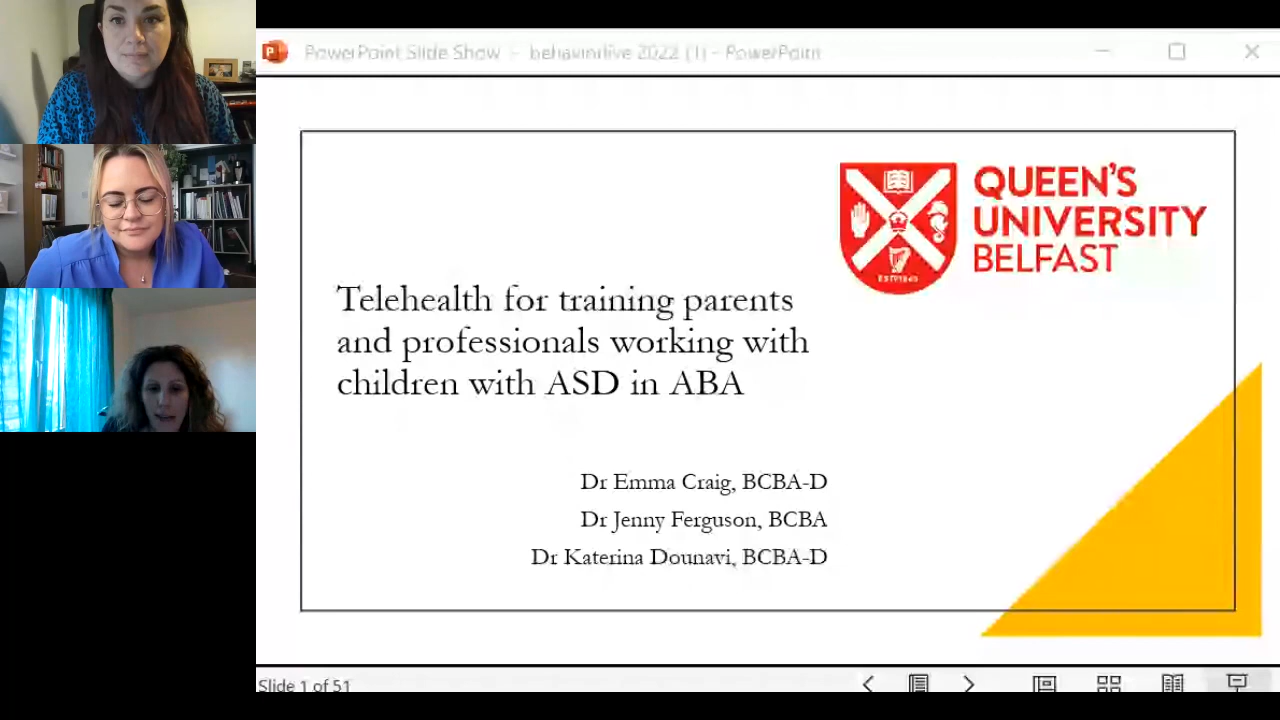 PowerPoint Slide Show - behaviorlive 2022 (1) - PowerPoint
QUEEN'S
UNIVERSITY
BELFAST
Telehealth for training parents
and professionals working with
children with ASD in ABA
Dr Emma Craig, BCBA-D
Dr Jenny Ferguson, BCBA
Dr Katerina Dounavi, BCBA-D
Slide 1 of 51